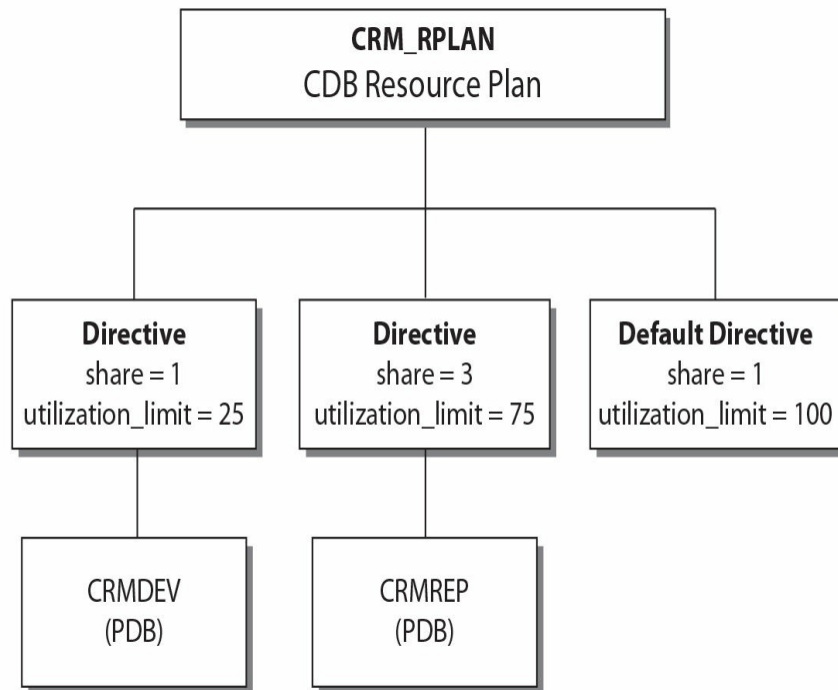 CRM_RPLAN
CDB Resource Plan
Directive
share = 1
utilization_limit = 25
Directive
share = 3
utilization_limit = 75
Default Directive
share = 1
utilization_limit = 100
CRMDEV
(PDB)
CRMREP
(PDB)